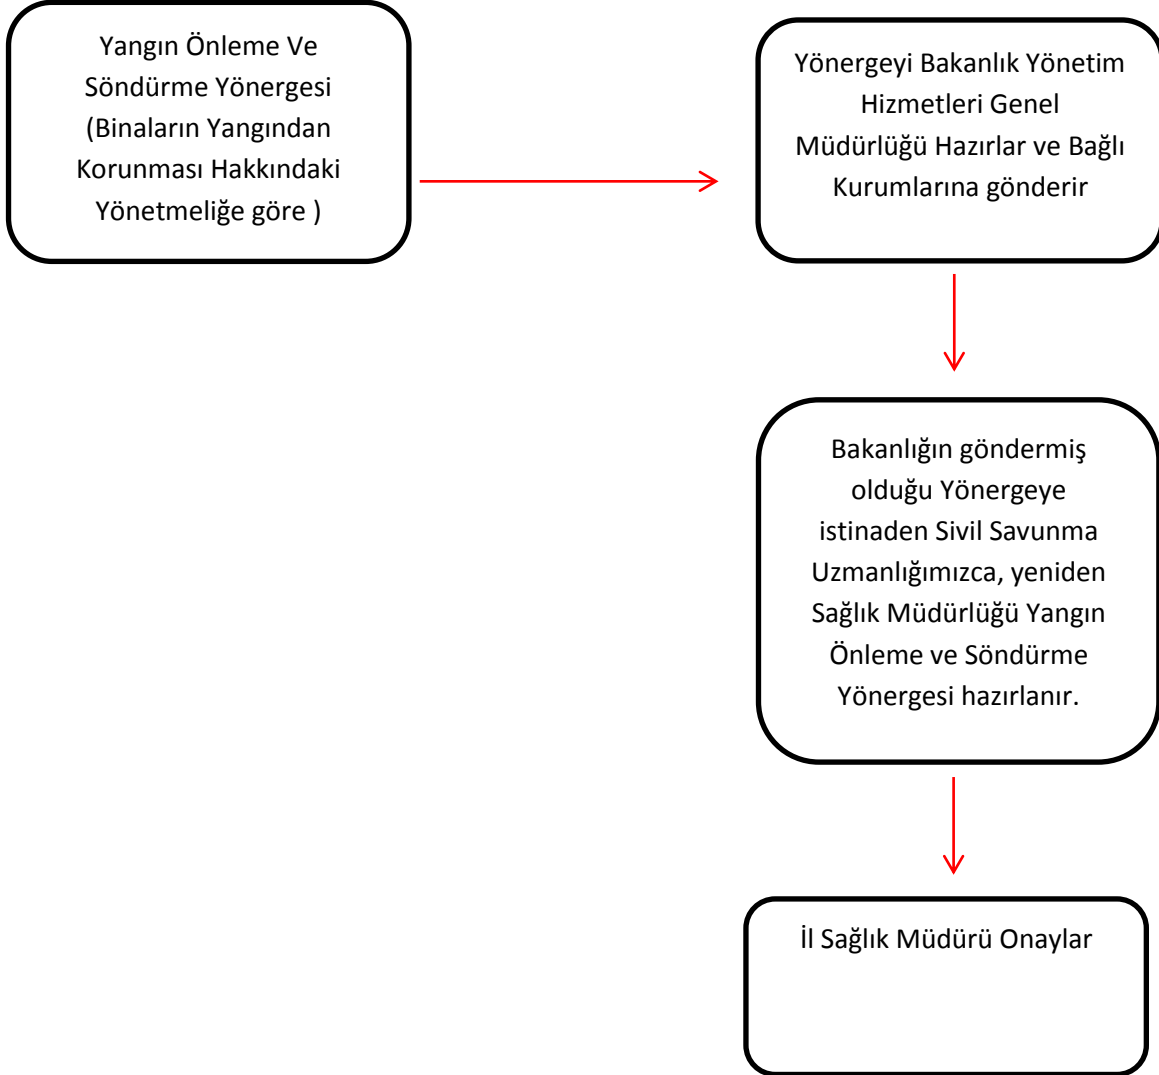 Yangın Önleme Ve
Söndürme Yönergesi
(Binaların Yangından
Korunması Hakkındaki
Yönetmeliğe göre )
Yönergeyi Bakanlık Yönetim
Hizmetleri Genel
Müdürlüğü Hazırlar ve Bağlı
Kurumlarına gönderir
Bakanlığın göndermiş
olduğu Yönergeye
istinaden Sivil Savunma
Uzmanlığımızca, yeniden
Sağlık Müdürlüğü Yangın
Önleme ve Söndürme
Yönergesi hazırlanır.
İl Sağlık Müdürü Onaylar